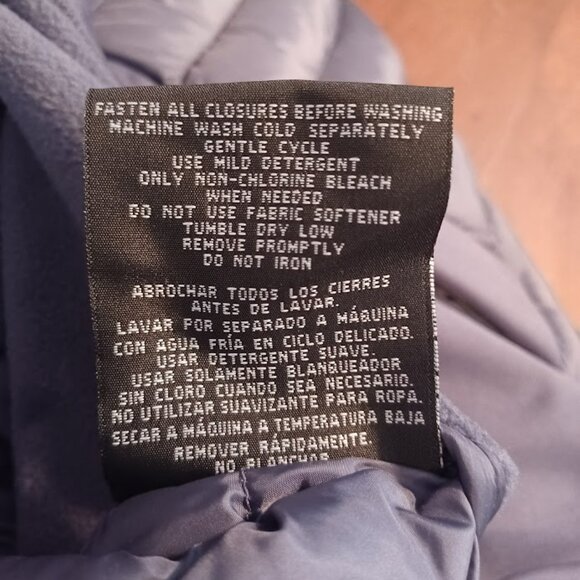 FASTEN ALL CLOSURES BEFORE WASHING
MACHINE WASH COLD SEPARATELY
GENTLE CYCLE
USE MILD DETERGENT
ONLY NON-CHLORINE BLEACH
WHEN NEEDED
DO NOT USE FABRIC SOFTENER
TUMBLE DRY LOW
REMOVE PROMPTLY
DO NOT IRON
ABROCHAR TODOS LOS CIERRES
ANTES DE LAVAR.
LAVAR POR SEPARADO A MÁQUINA
CON AGUA FRÍA EN CICLO DELICADO.
USAR DETERGENTE SUAVE.
USAR SOLAMENTE BLANQUEADOR
SIN CLORO CUANDO SEA NECESARIO.
NO UTILIZAR SUAVIZANTE PARA ROPA.
SECAR A MÁQUINA A TEMPERATURA BAJA
REMOVER RÁPIDAMENTE.
NO PLANCHAR